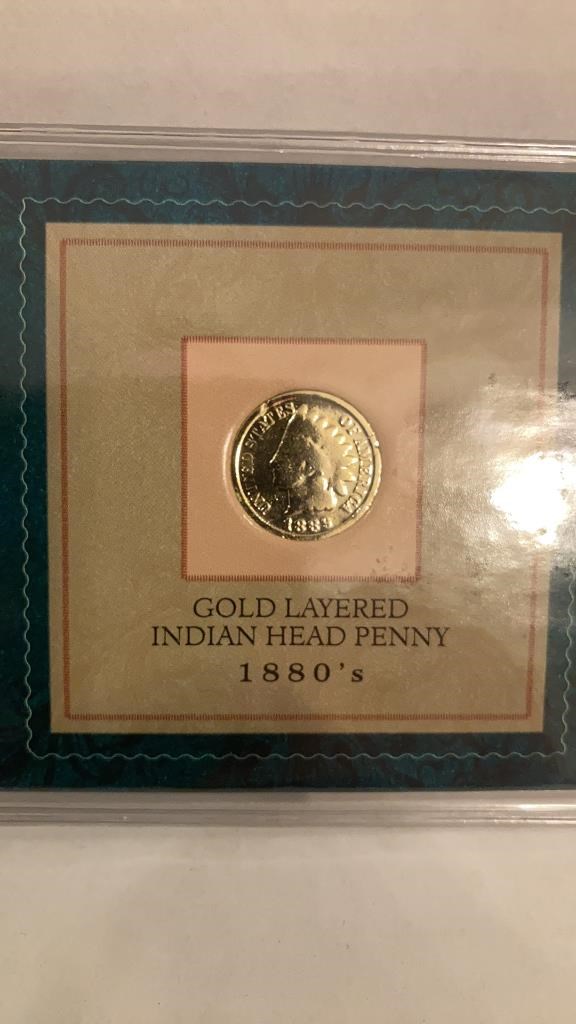 UNITED STATES OF AMERICA
GOLD LAYERED
INDIAN HEAD PENNY
1880's